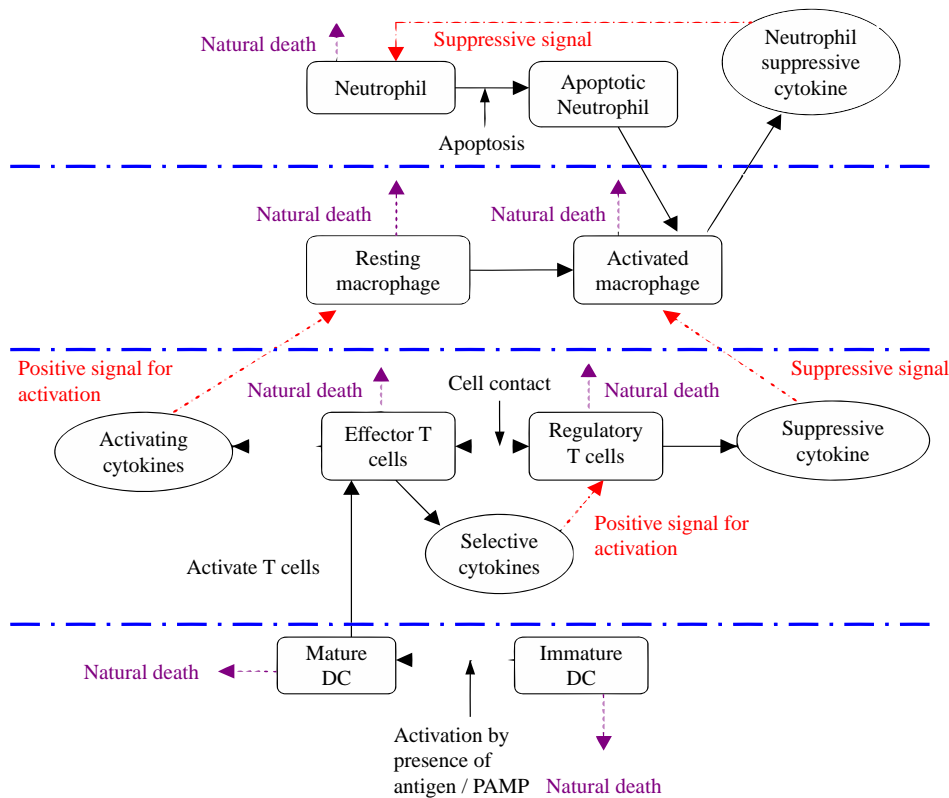 Natural death
Suppressive signal
Neutrophil
suppressive
cytokine
Neutrophil
Apoptotic
Neutrophil
Apoptosis
Natural death
Natural death
Resting
macrophage
Activated
macrophage
Positive signal for
activation
Natural death
Cell contact
Natural death
Suppressive signal
Activating
cytokines
Effector T
cells
Regulatory
T cells
Suppressive
cytokine
Selective
cytokines
Positive signal for
activation
Activate T cells
Natural death
Mature
DC
Immature
DC
Activation by
presence of
antigen / PAMP
Natural death